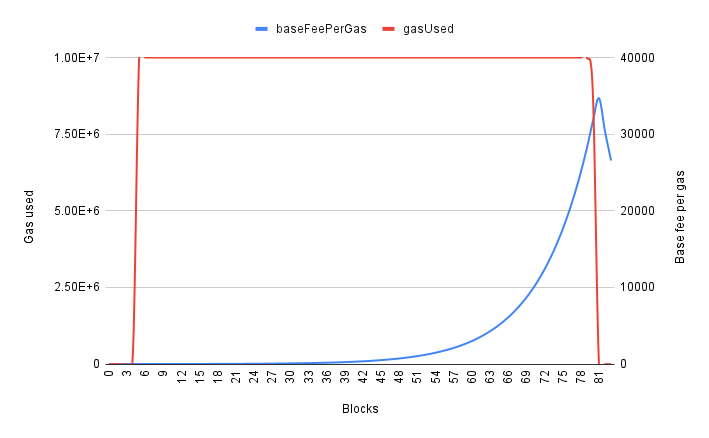 baseFeePerGas gasUsed
1.00E+7
7.50E+6
5.00E+6
2.50E+6
0
40000
30000
20000
10000
0
Gas used
Base fee per gas
0 3 6 9 12 15 18 21 24 27 30 33 36 39 42 45 48 51 54 57 60 63 66 69 72 75 78 81
Blocks